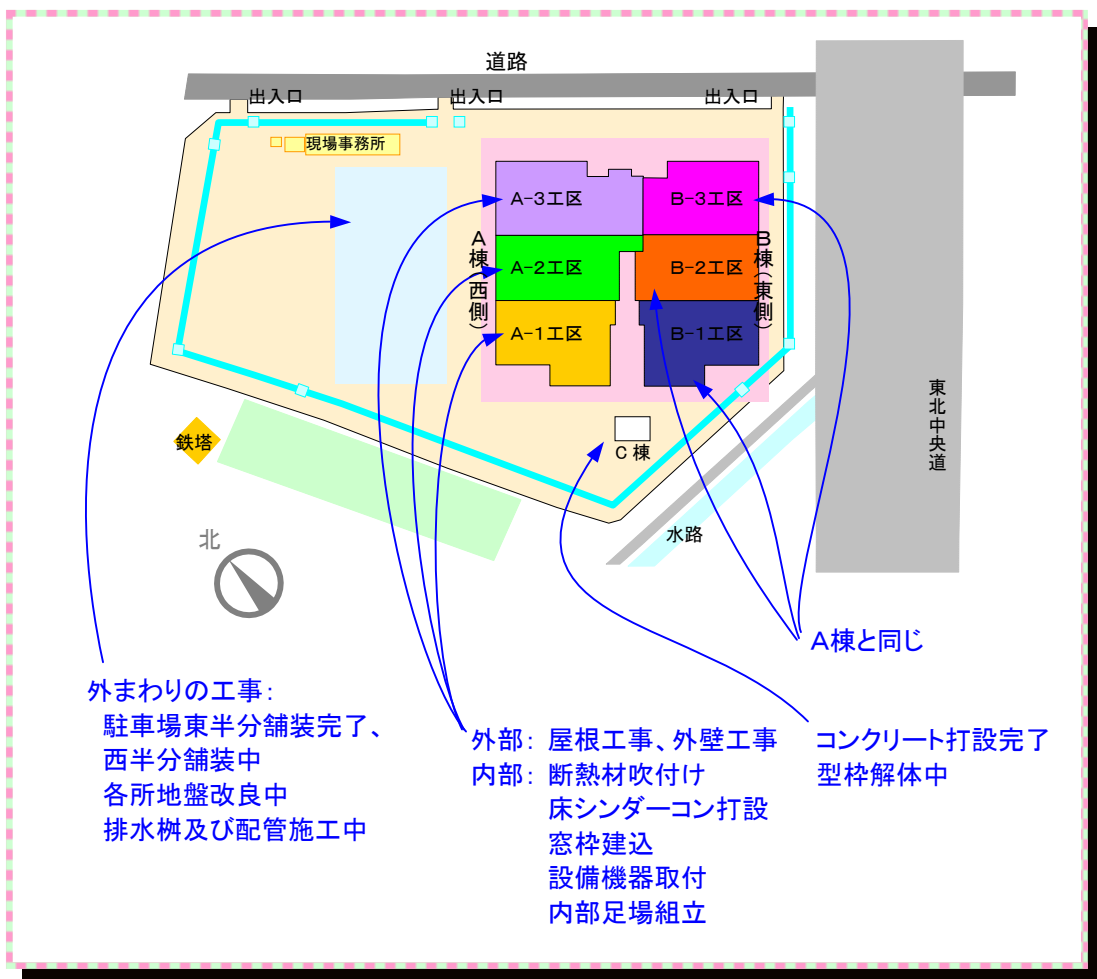 道路
出入口
出入口
出入口
現場事務所
A-3工区
B-3工区
A棟(西側)
A-2工区
B-2工区
B棟(東側)
A-1工区
B-1工区
東北中央道
鉄塔
C棟
水路
北
A棟と同じ
外まわりの工事:
駐車場東半分舗装完了、
西半分舗装中
各所地盤改良中
排水桝及び配管施工中
外部: 屋根工事、外壁工事
内部: 断熱材吹付け
床シンダーコン打設
窓枠建込
設備機器取付
内部足場組立
コンクリート打設完了
型枠解体中